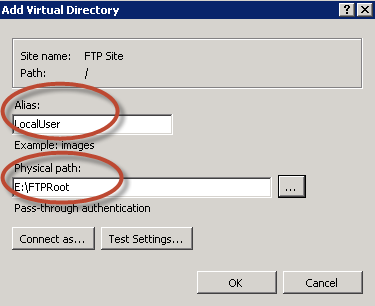 Add Virtual Directory
Site name: FTP Site
Path: /
Alias:
LocalUser
Example: images
Physical path:
E:\FTPRoot
...
Pass-through authentication
Connect as... Test Settings...
OK Cancel